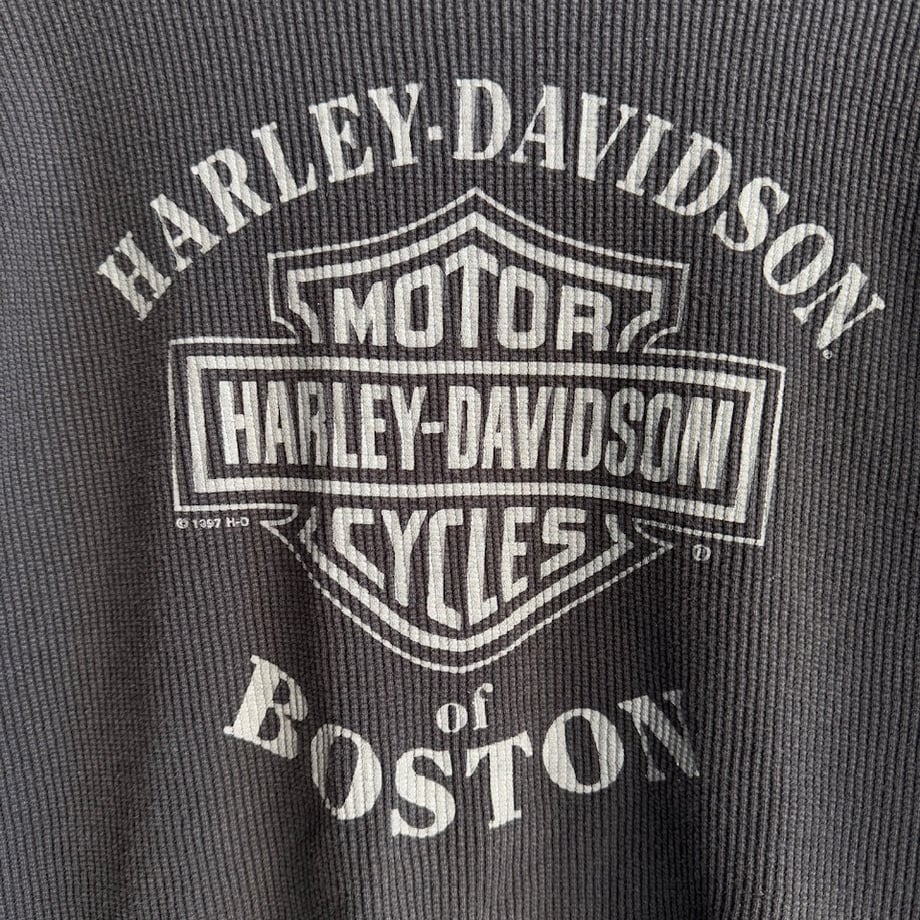 HARLEY-DAVIDSON®
MOTOR
HARLEY-DAVIDSON
CYCLES
© 1997 H-D
®
of
BOSTON